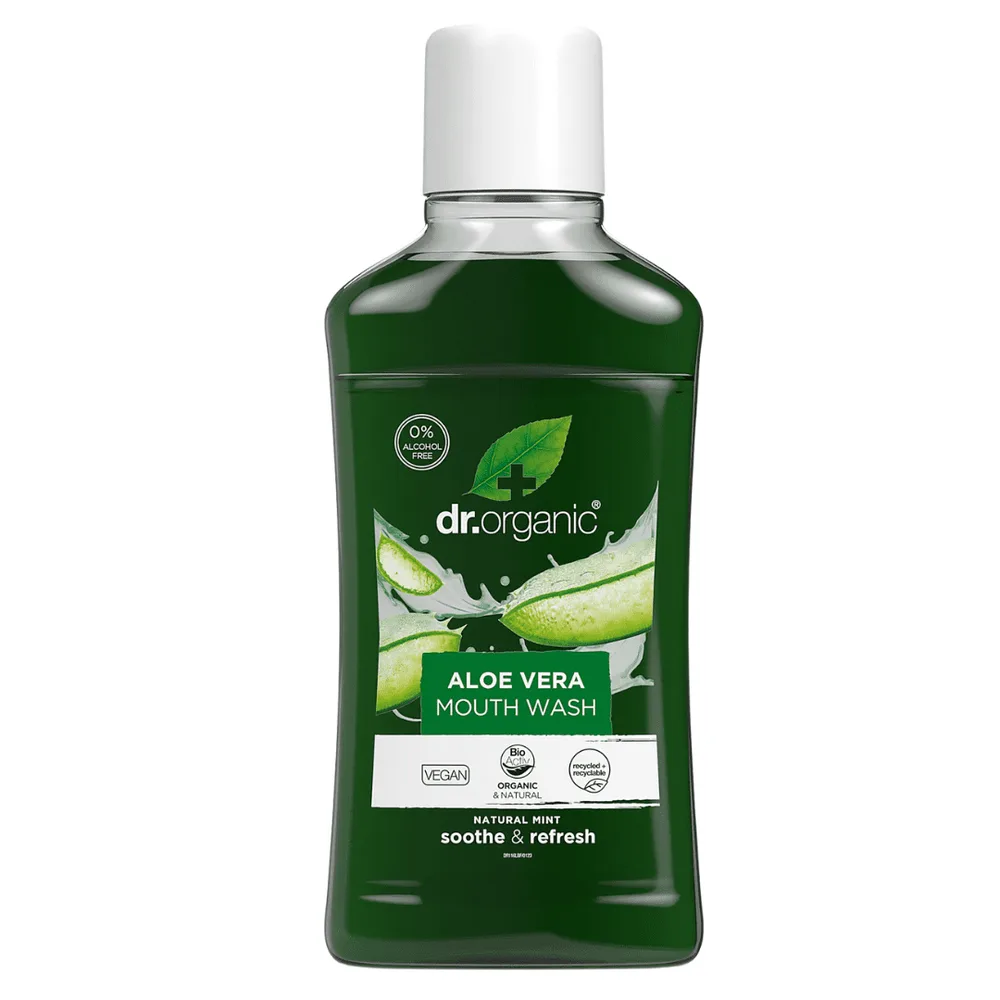 0%
ALCOHOL
FREE
dr.organic®
ALOE VERA
MOUTH WASH
VEGAN
Bio
Activ
ORGANIC
& NATURAL
recycled +
recyclable
NATURAL MINT
soothe & refresh